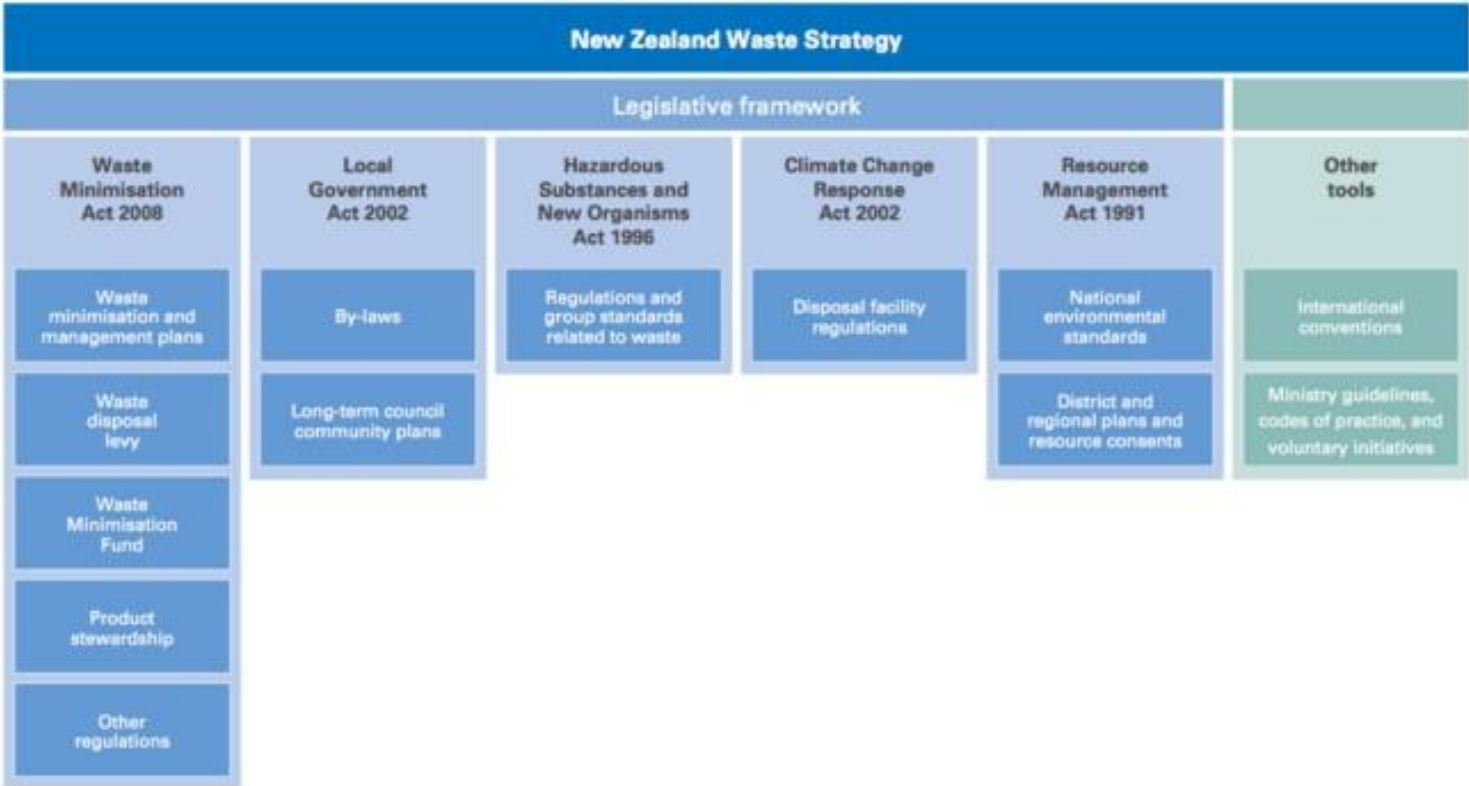 New Zealand Waste Strategy
Legislative framework
Waste
Minimisation
Act 2008
Waste
minimisation and
management plans
Waste
disposal
levy
Waste
Minimisation
Fund
Product
stewardship
Other
regulations
Local
Government
Act 2002
By-laws
Long-term council
community plans
Hazardous
Substances and
New Organisms
Act 1996
Regulations and
group standards
related to waste
Climate Change
Response
Act 2002
Disposal facility
regulations
Resource
Management
Act 1991
National
environmental
standards
District and
regional plans and
resource consents
Other
tools
International
conventions
Ministry guidelines,
codes of practice, and
voluntary initiatives